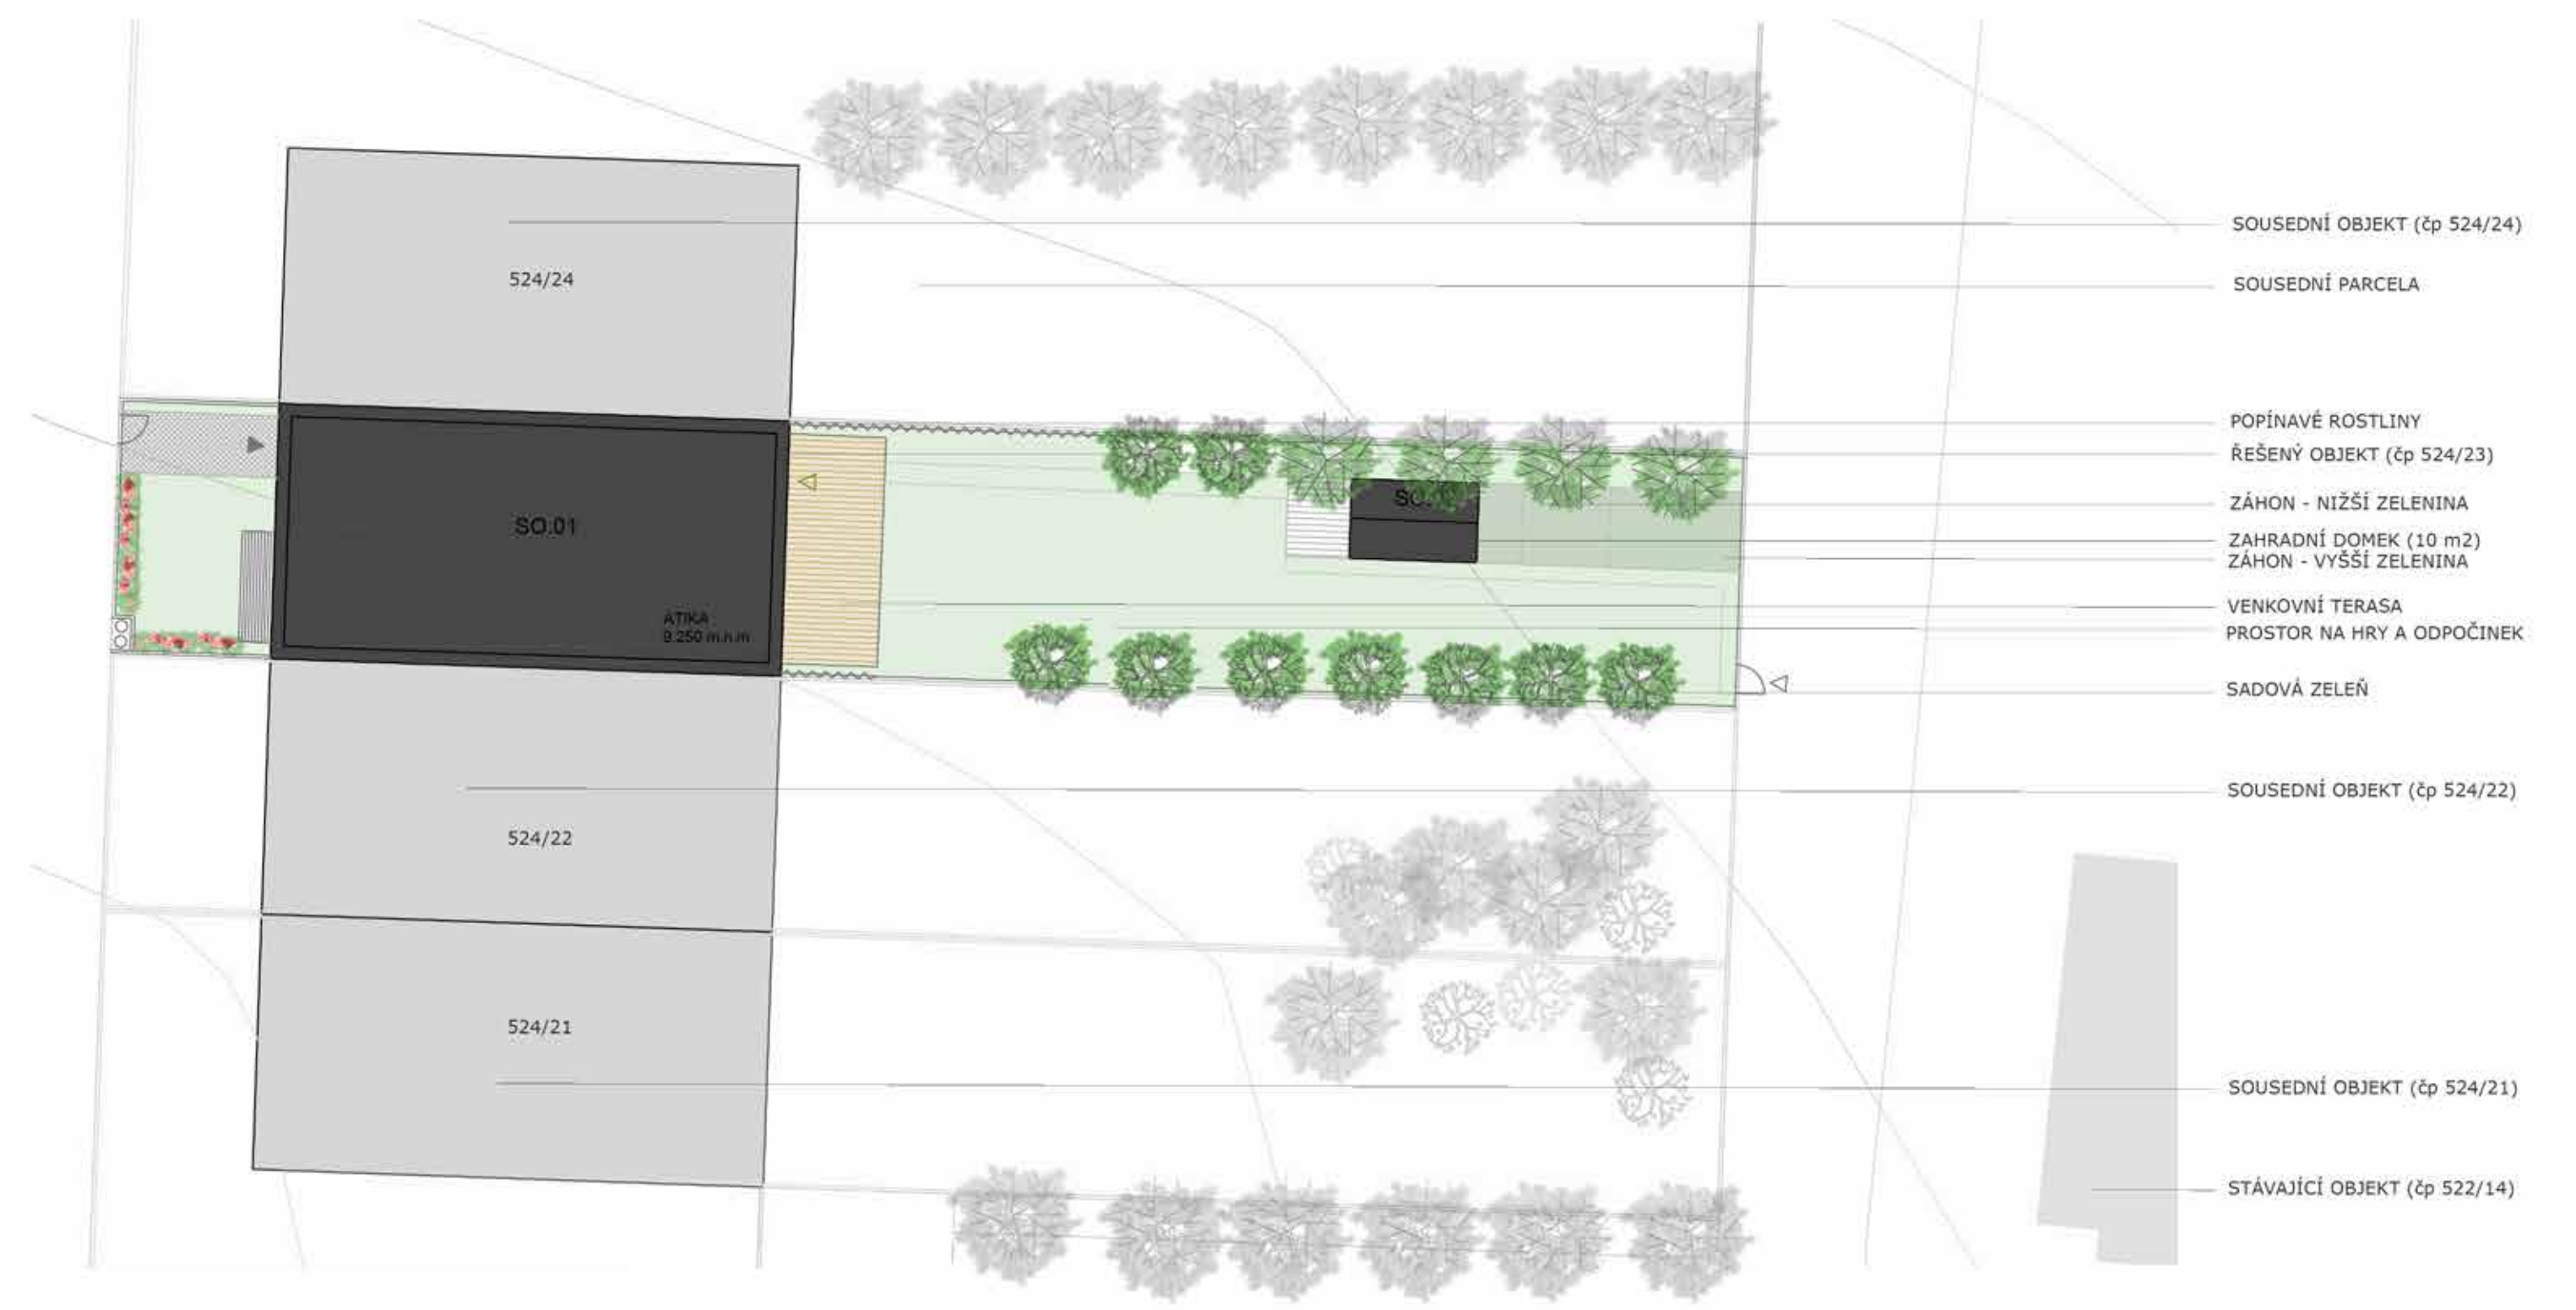 SOUSEDNÍ OBJEKT (čp 524/24)
524/24
SOUSEDNÍ PARCELA
POPÍNAVÉ ROSTLINY
ŘEŠENÝ OBJEKT (čp 524/23)
ZÁHON - NIŽŠÍ ZELENINA
SO.01
ZAHRADNÍ DOMEK (10 m2)
ZÁHON - VYŠŠÍ ZELENINA
VENKOVNÍ TERASA
ATIKA
9.250 m.n.m
PROSTOR NA HRY A ODPOČINEK
SADOVÁ ZELEŇ
SOUSEDNÍ OBJEKT (čp 524/22)
524/22
524/21
SOUSEDNÍ OBJEKT (čp 524/21)
STÁVAJÍCÍ OBJEKT (čp 522/14)